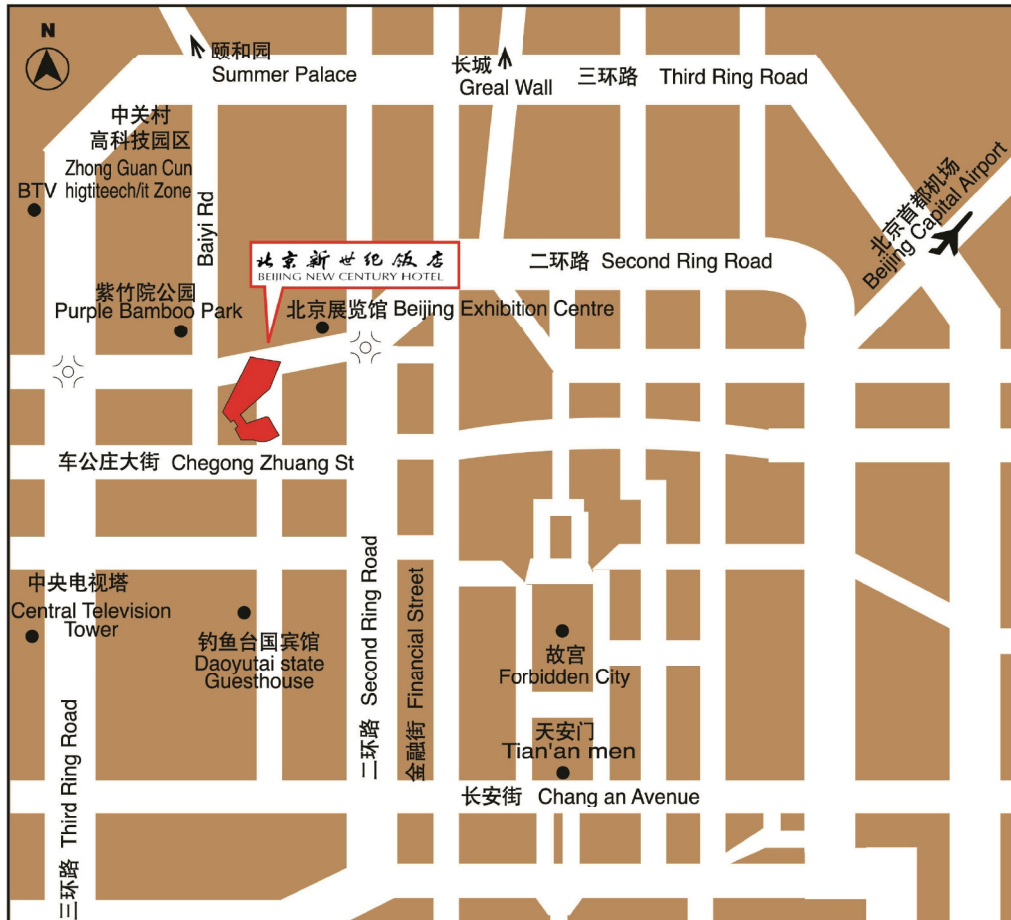 N
颐和园
Summer Palace
长城
Greal Wall
三环路 Third Ring Road
中关村
高科技园区
Zhong Guan Cun
higtiteech/it Zone
BTV
Baiyi Rd
北京首都机场
Beijing Capital Airport
北京新世纪饭店
BEIJING NEW CENTURY HOTEL
二环路 Second Ring Road
紫竹院公园
Purple Bamboo Park
北京展览馆 Beijing Exhibition Centre
车公庄大街 Chegong Zhuang St
中央电视塔
Central Television
Tower
钓鱼台国宾馆
Daoyutai state
Guesthouse
二环路 Second Ring Road
金融街 Financial Street
故宫
Forbidden City
天安门
Tian'an men
长安街 Chang an Avenue
三环路 Third Ring Road